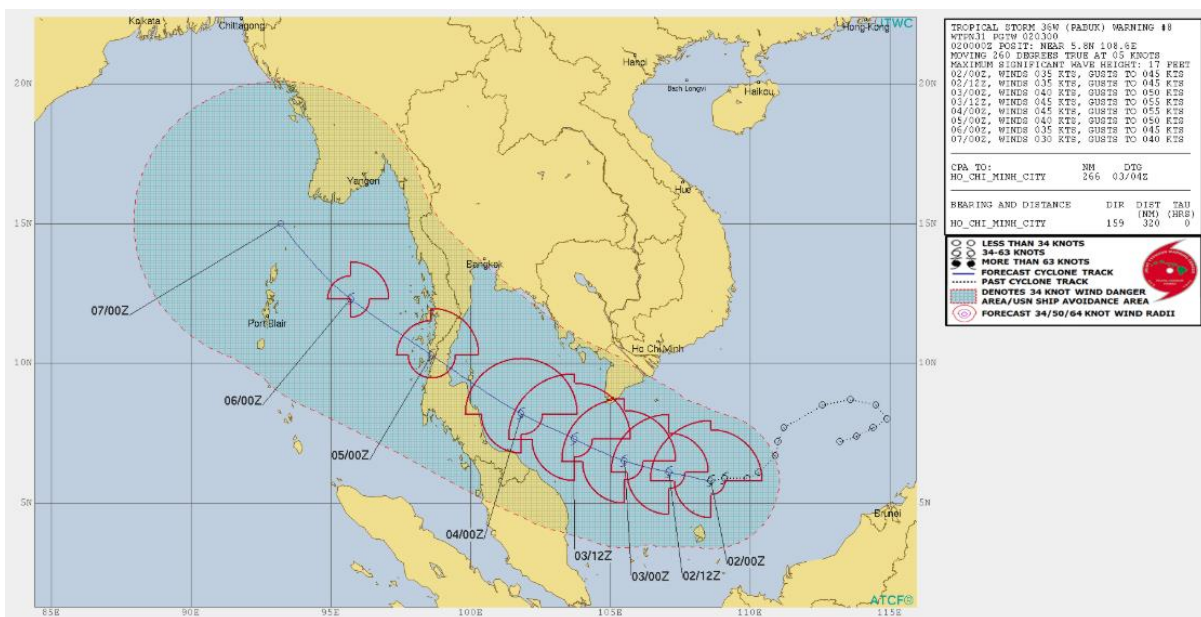 Kolkata
Chittagong
JTWC
Hong-Kong
Hanoi
Bach Longvi
Haikou
20N
20N
Yangon
Hue
15N
15N
Bangkok
07/00Z
Port Blair
Ho Chi Minh
10N
10N
06/00Z
05/00Z
5N
5N
04/00Z
03/12Z
03/00Z
02/12Z
02/00Z
Brunei
ATCF®
85E
90E
95E
100E
105E
110E
115E
TROPICAL STORM 36W (PABUK) WARNING #8
WTPN31 PGTW 020300
020000Z POSIT: NEAR 5.8N 108.6E
MOVING 260 DEGREES TRUE AT 05 KNOTS
MAXIMUM SIGNIFICANT WAVE HEIGHT: 17 FEET
02/00Z, WINDS 035 KTS, GUSTS TO 045 KTS
02/12Z, WINDS 035 KTS, GUSTS TO 045 KTS
03/00Z, WINDS 040 KTS, GUSTS TO 050 KTS
03/12Z, WINDS 045 KTS, GUSTS TO 055 KTS
04/00Z, WINDS 045 KTS, GUSTS TO 055 KTS
05/00Z, WINDS 040 KTS, GUSTS TO 050 KTS
06/00Z, WINDS 035 KTS, GUSTS TO 045 KTS
07/00Z, WINDS 030 KTS, GUSTS TO 040 KTS
CPA TO: NM DTG
HO_CHI_MINH_CITY 266 03/04Z
BEARING AND DISTANCE DIR DIST TAU
(NM) (HRS)
HO_CHI_MINH_CITY 159 320 0
LESS THAN 34 KNOTS
34-63 KNOTS
MORE THAN 63 KNOTS
FORECAST CYCLONE TRACK
PAST CYCLONE TRACK
DENOTES 34 KNOT WIND DANGER
AREA/USN SHIP AVOIDANCE AREA
FORECAST 34/50/64 KNOT WIND RADII